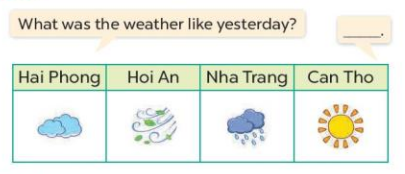 What was the weather like yesterday?
_____.
Hai Phong Hoi An Nha Trang Can Tho